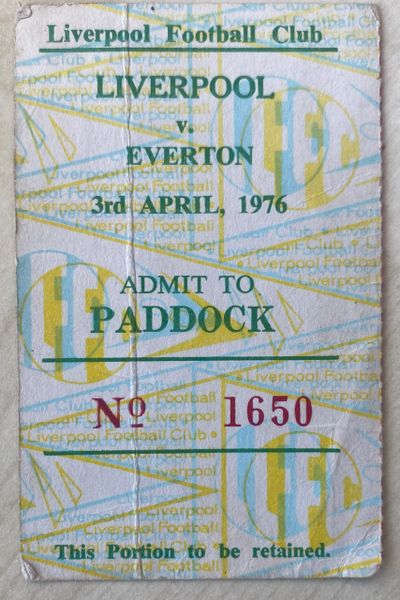 Liverpool Football Club
LIVERPOOL
v.
EVERTON
3rd APRIL, 1976
ADMIT TO
PADDOCK
Nº 1650
This Portion to be retained.